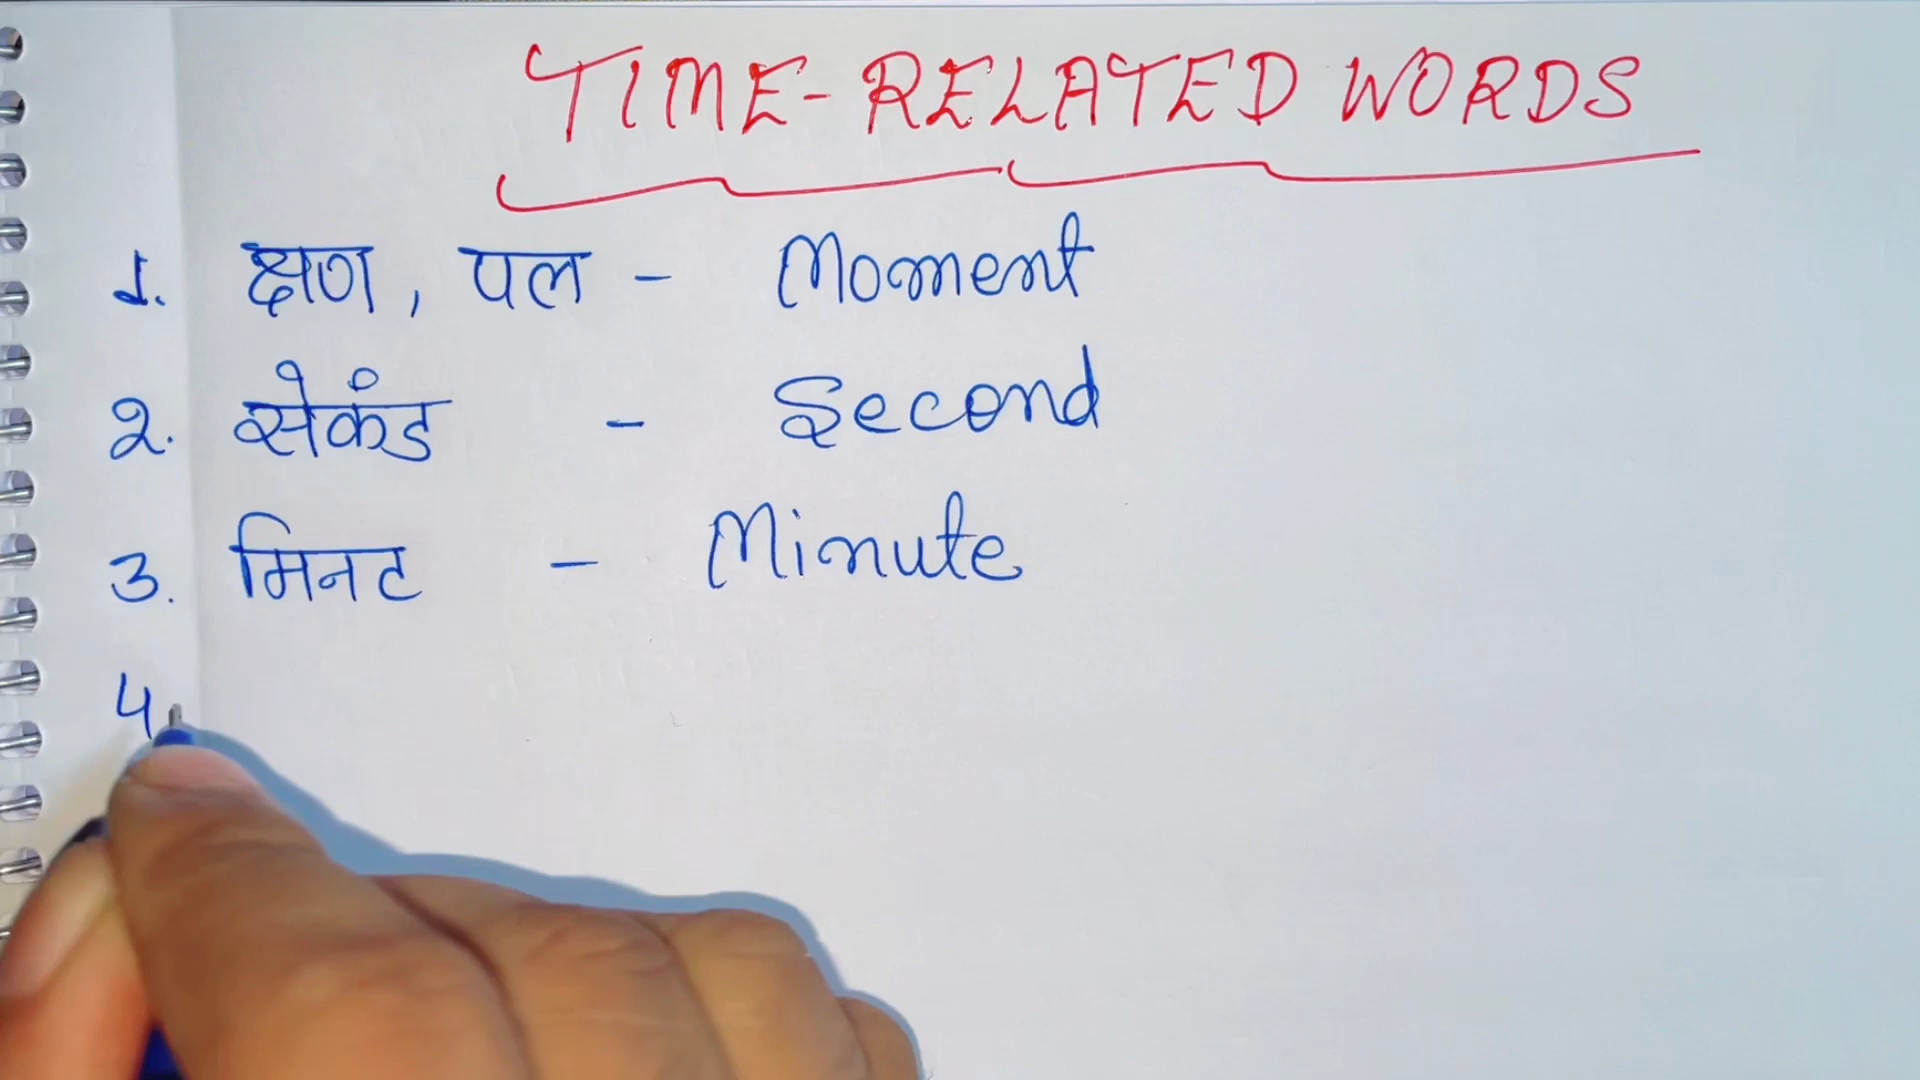 TIME-RELATED WORDS
1. क्षण, पल - Moment
2. सेकंड - Second
3. मिनट - Minute
4.